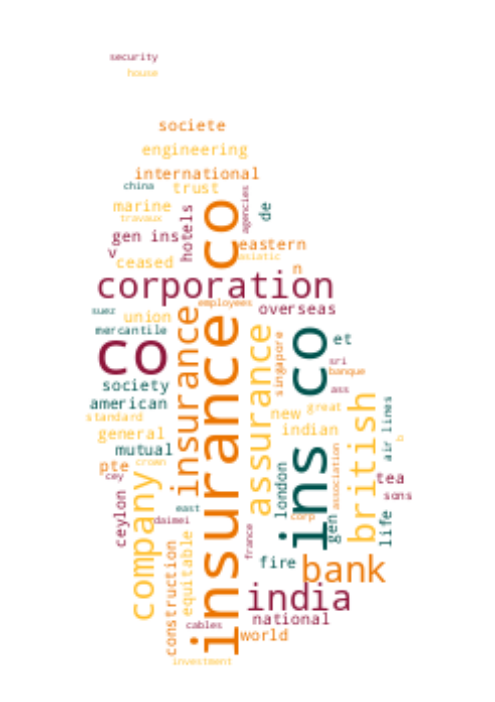 security
house
societe
engineering
international
china
trust
marine
travaux
agencies
de
hotels
co
gen ins
eastern
v
asiatic
ceased
n
corporation
employees
suez
union
overseas
mercantile
insurance
insurance
assurance
singapore
ins co
et
co
sri
banque
society
ass
american
standard
new
great
british
air lines
general
indian
b
mutual
crown
pte
cey
london
association
tea
sons
company
ceylon
east
daimei
corp
gen
life
france
equitable
construction
fire
bank
india
national
cables
world
investment